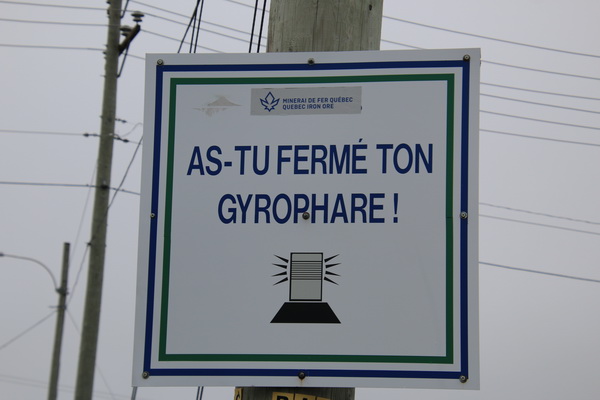 MINERAI DE FER QUÉBEC
QUEBEC IRON ORE
AS-TU FERMÉ TON
GYROPHARE !